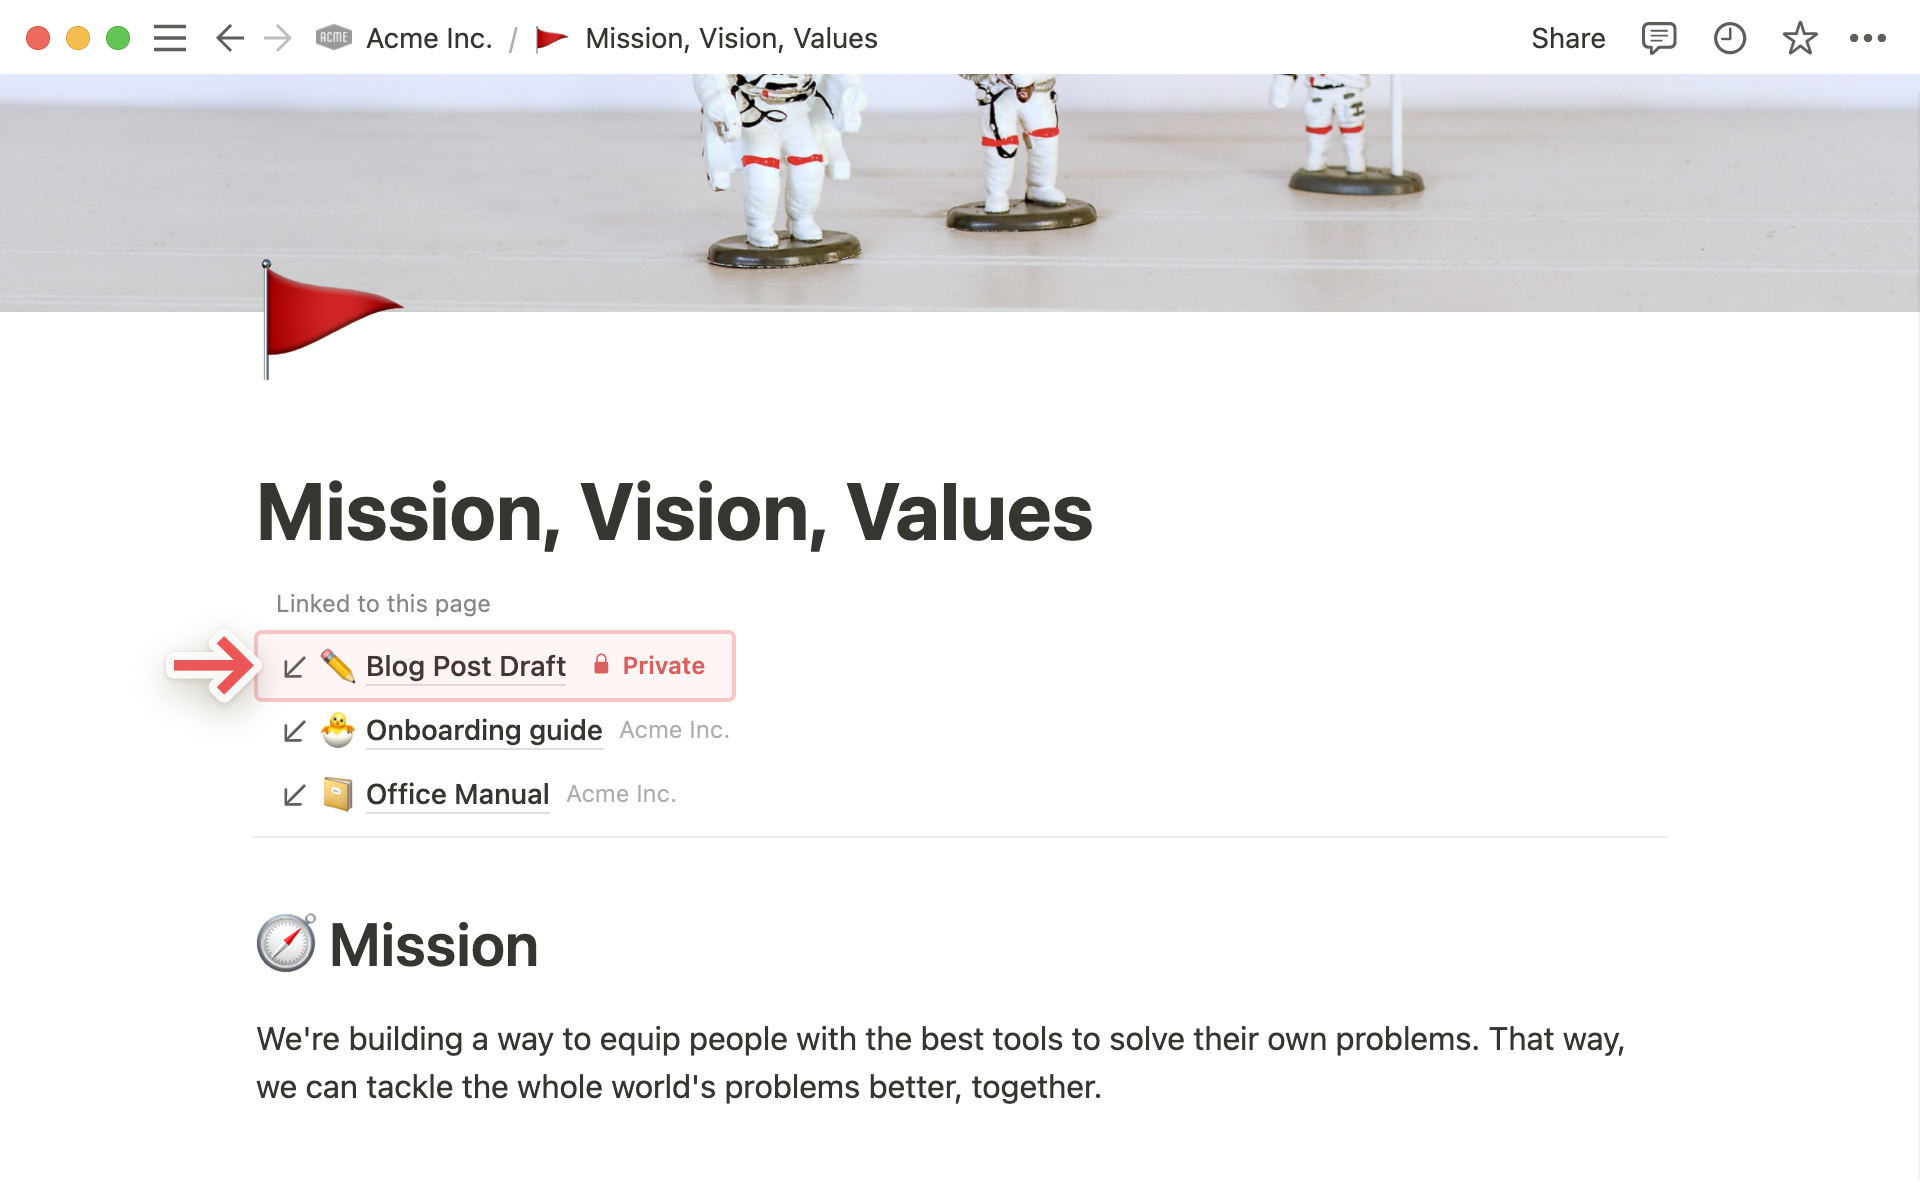 ACME Acme Inc. / Mission, Vision, Values Share
Mission, Vision, Values
Linked to this page
Blog Post Draft Private
Onboarding guide Acme Inc.
Office Manual Acme Inc.
Mission
We're building a way to equip people with the best tools to solve their own problems. That way,
we can tackle the whole world's problems better, together.